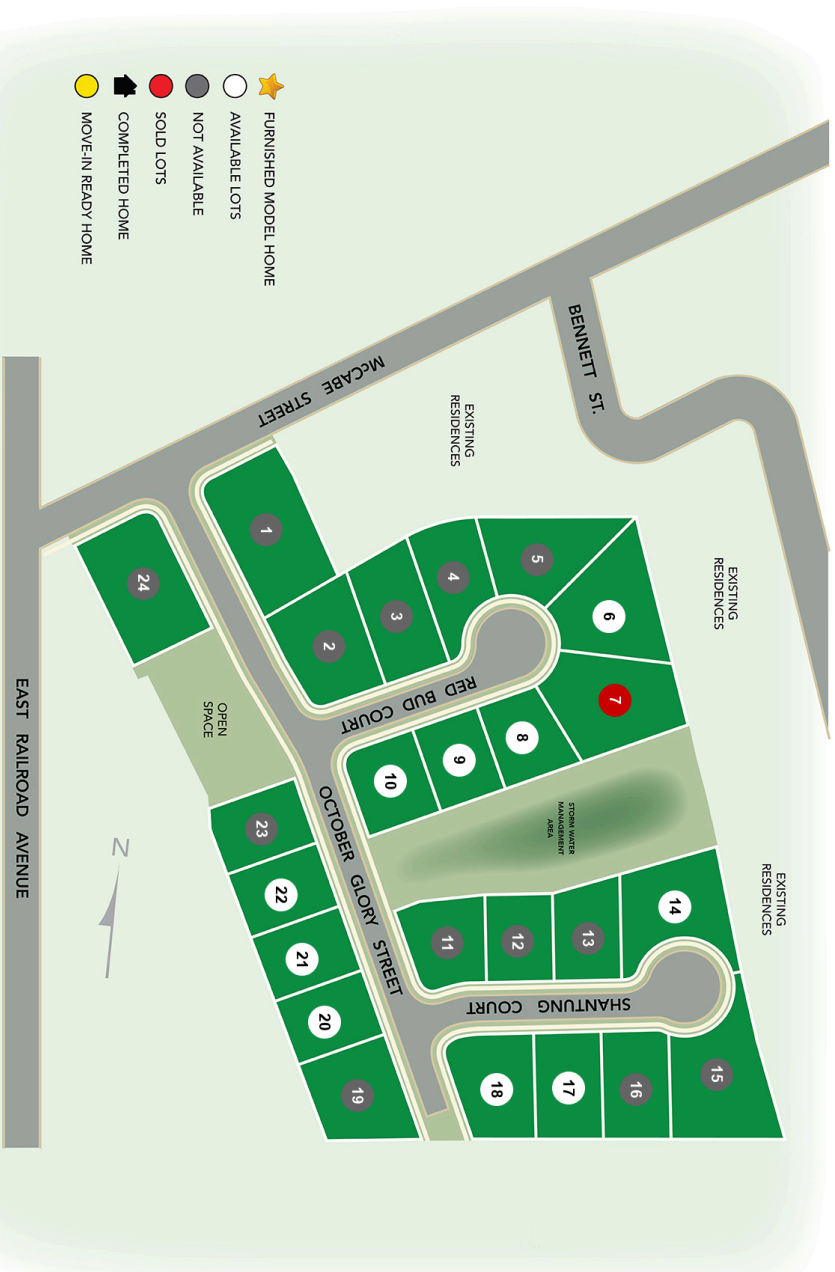 FURNISHED MODEL HOME
AVAILABLE LOTS
NOT AVAILABLE
SOLD LOTS
COMPLETED HOME
MOVE-IN READY HOME
BENNETT ST.
McCABE STREET
EXISTING
RESIDENCES
EXISTING
RESIDENCES
EXISTING
RESIDENCES
1
2
3
4
5
6
7
8
9
10
RED BUD COURT
STORM WATER
MANAGEMENT
AREA
OCTOBER GLORY STREET
11
12
13
14
SHANTUNG COURT
15
16
17
18
19
20
21
22
23
OPEN
SPACE
24
N
EAST RAILROAD AVENUE